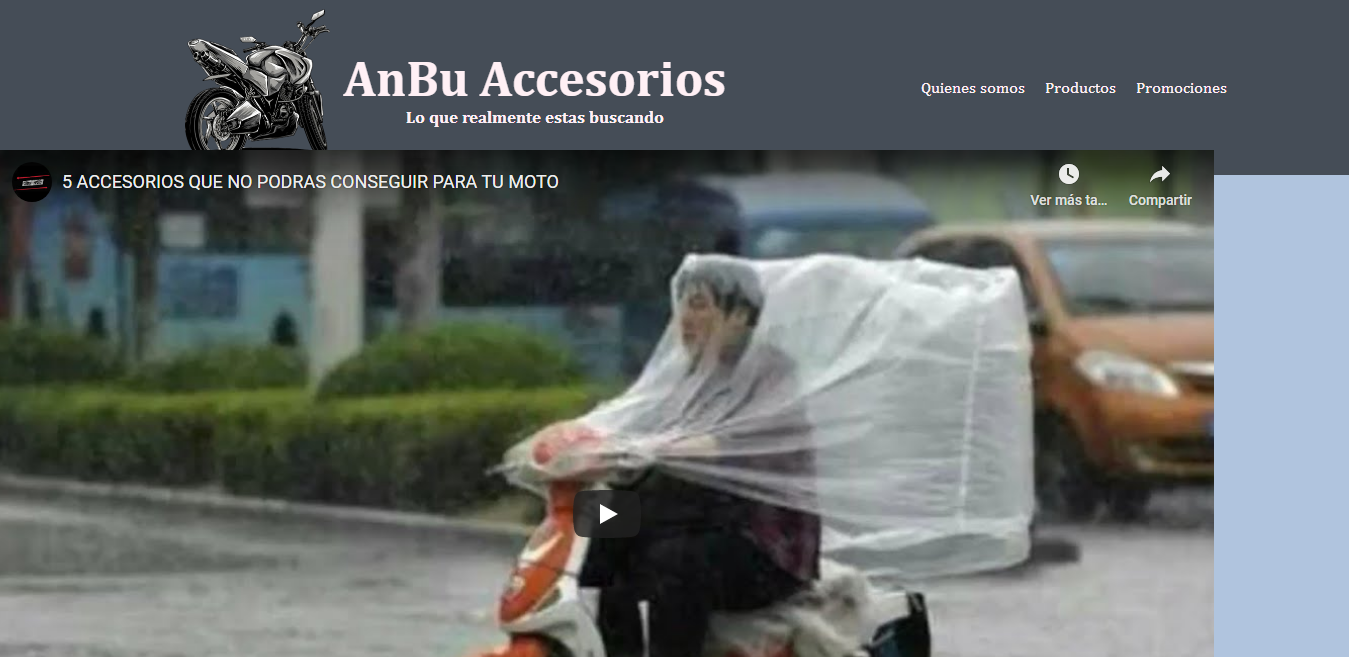 AnBu Accesorios
Lo que realmente estas buscando
Quienes somos Productos Promociones
5 ACCESORIOS QUE NO PODRAS CONSEGUIR PARA TU MOTO
Ver más ta... Compartir